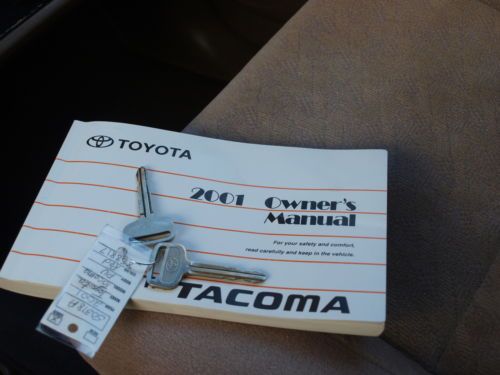 TOYOTA
2001 Owner's
Manual
For your safety and comfort,
read carefully and keep in the vehicle.
TACOMA